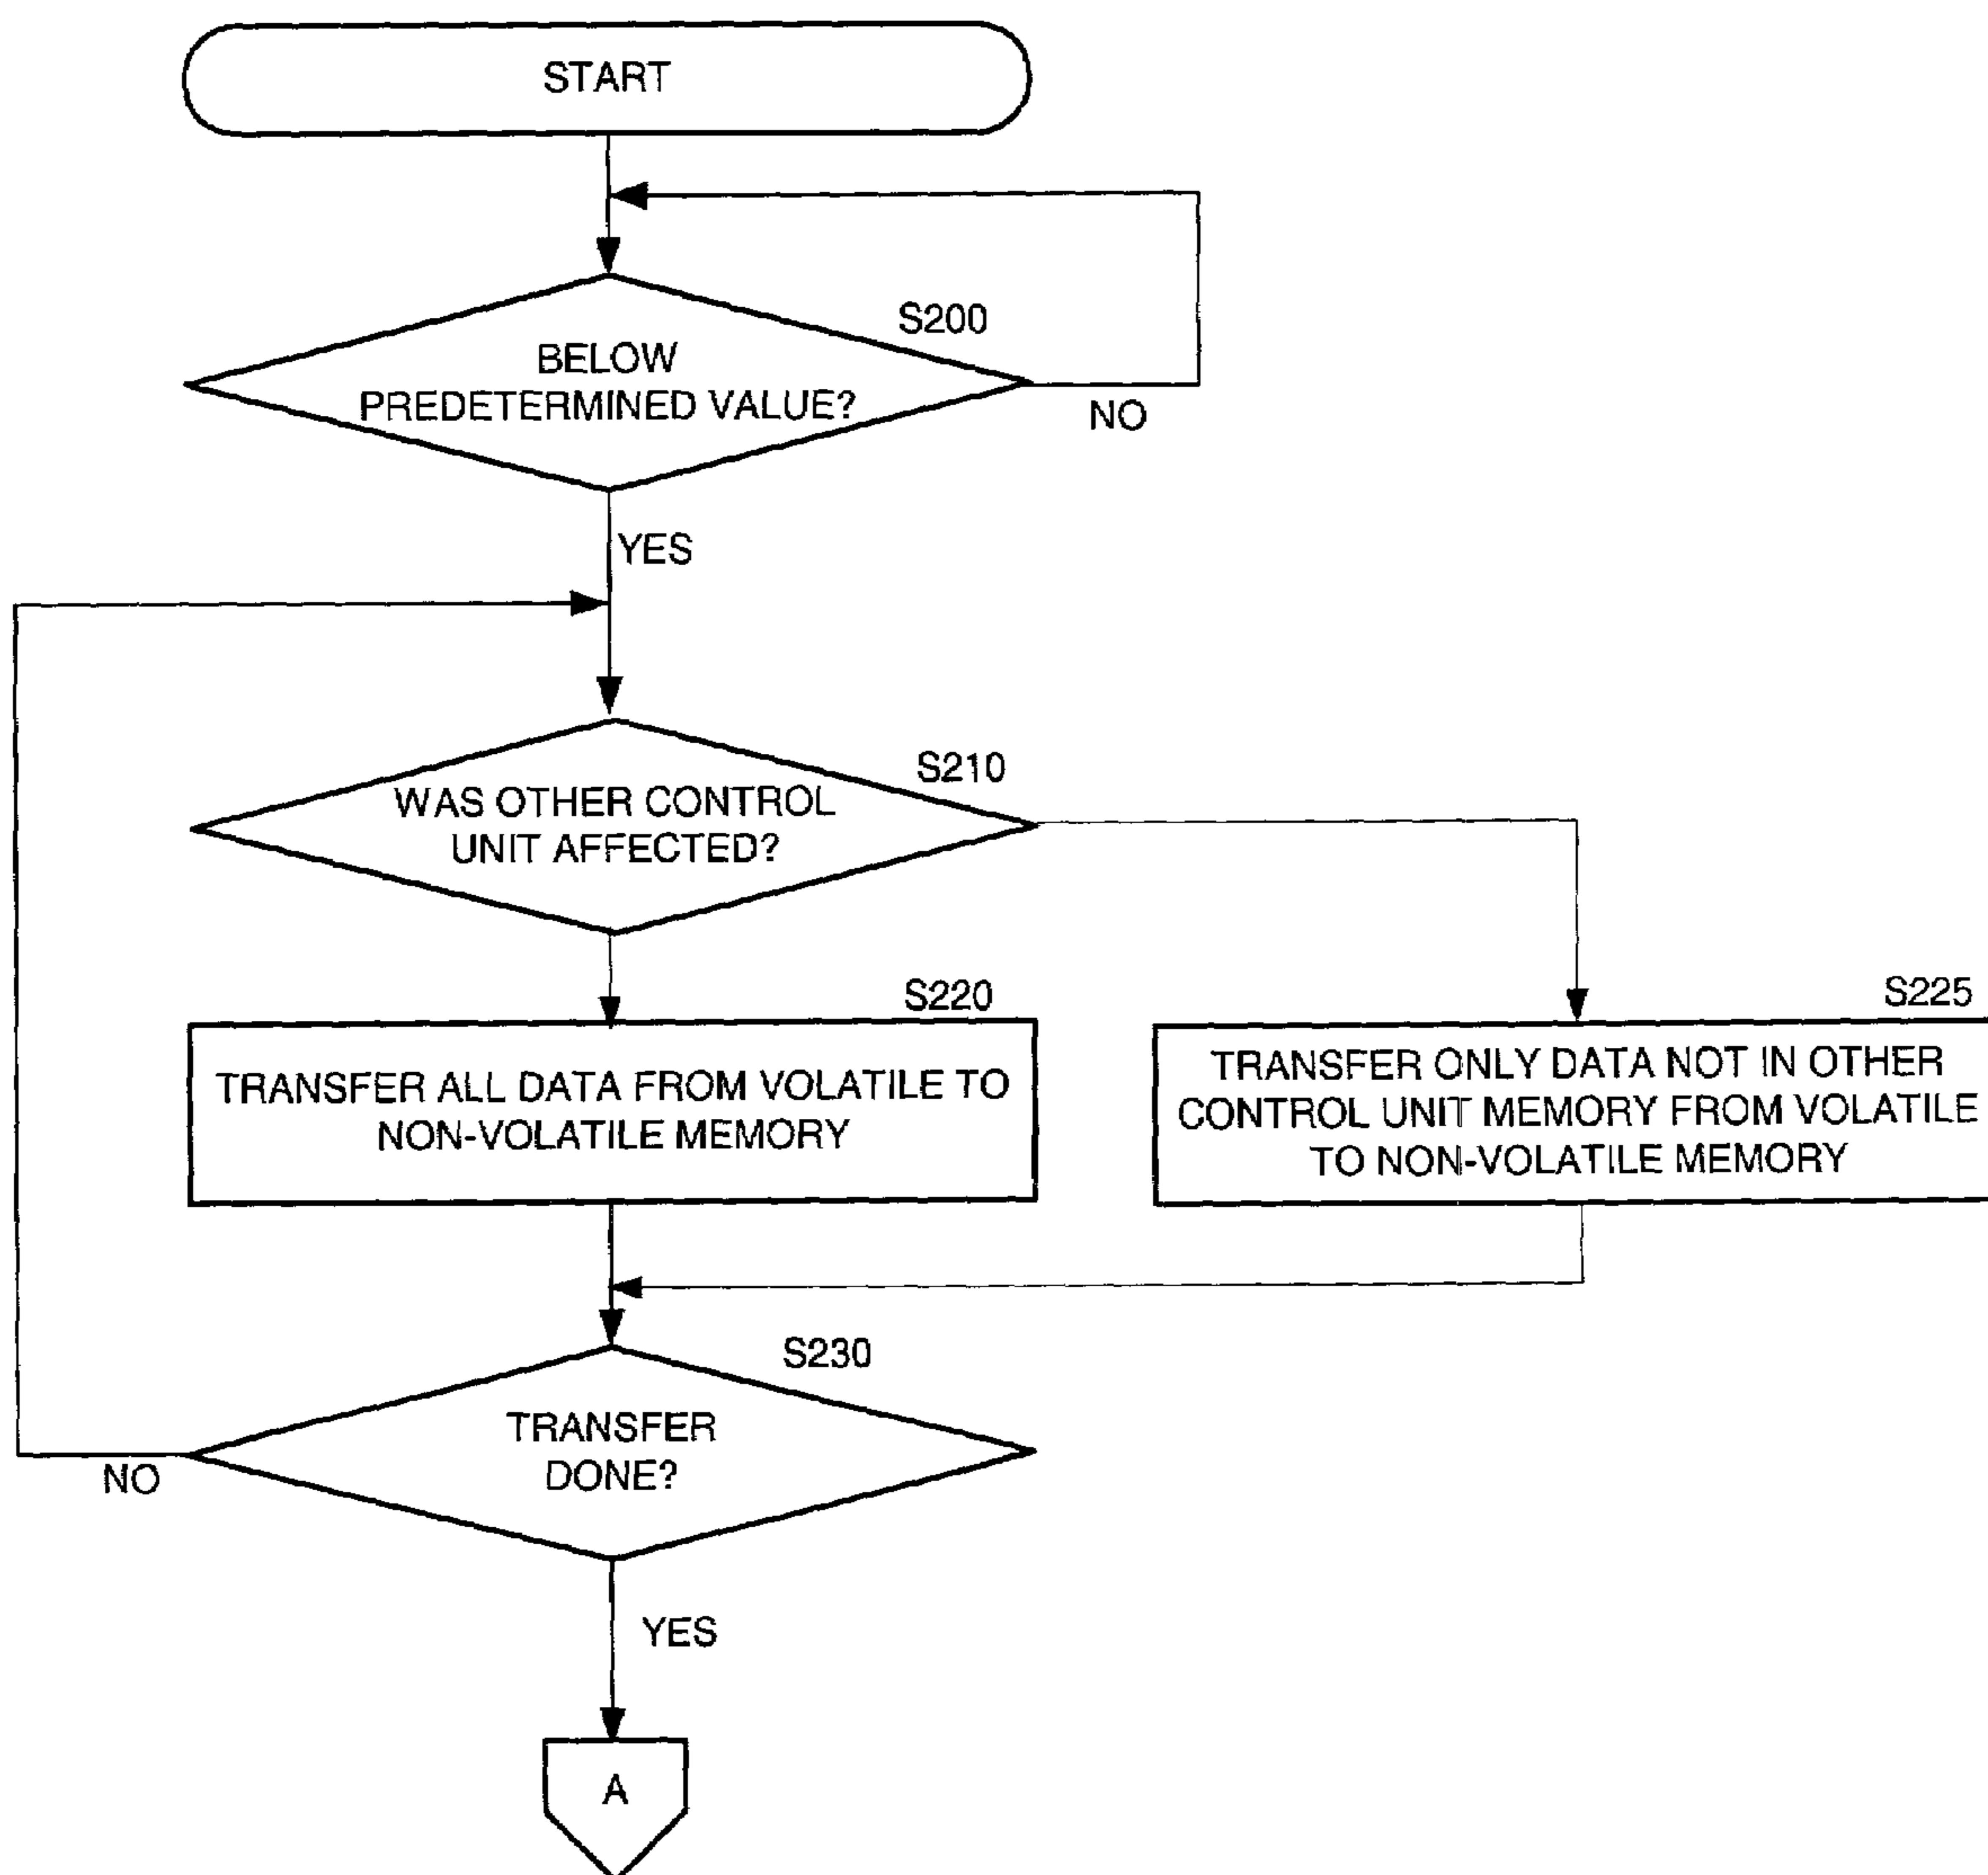 START
S200
BELOW
PREDETERMINED VALUE?
NO
YES
S210
WAS OTHER CONTROL
UNIT AFFECTED?
S220
TRANSFER ALL DATA FROM VOLATILE TO
NON-VOLATILE MEMORY
S225
TRANSFER ONLY DATA NOT IN OTHER
CONTROL UNIT MEMORY FROM VOLATILE
TO NON-VOLATILE MEMORY
S230
TRANSFER
DONE?
NO
YES
A